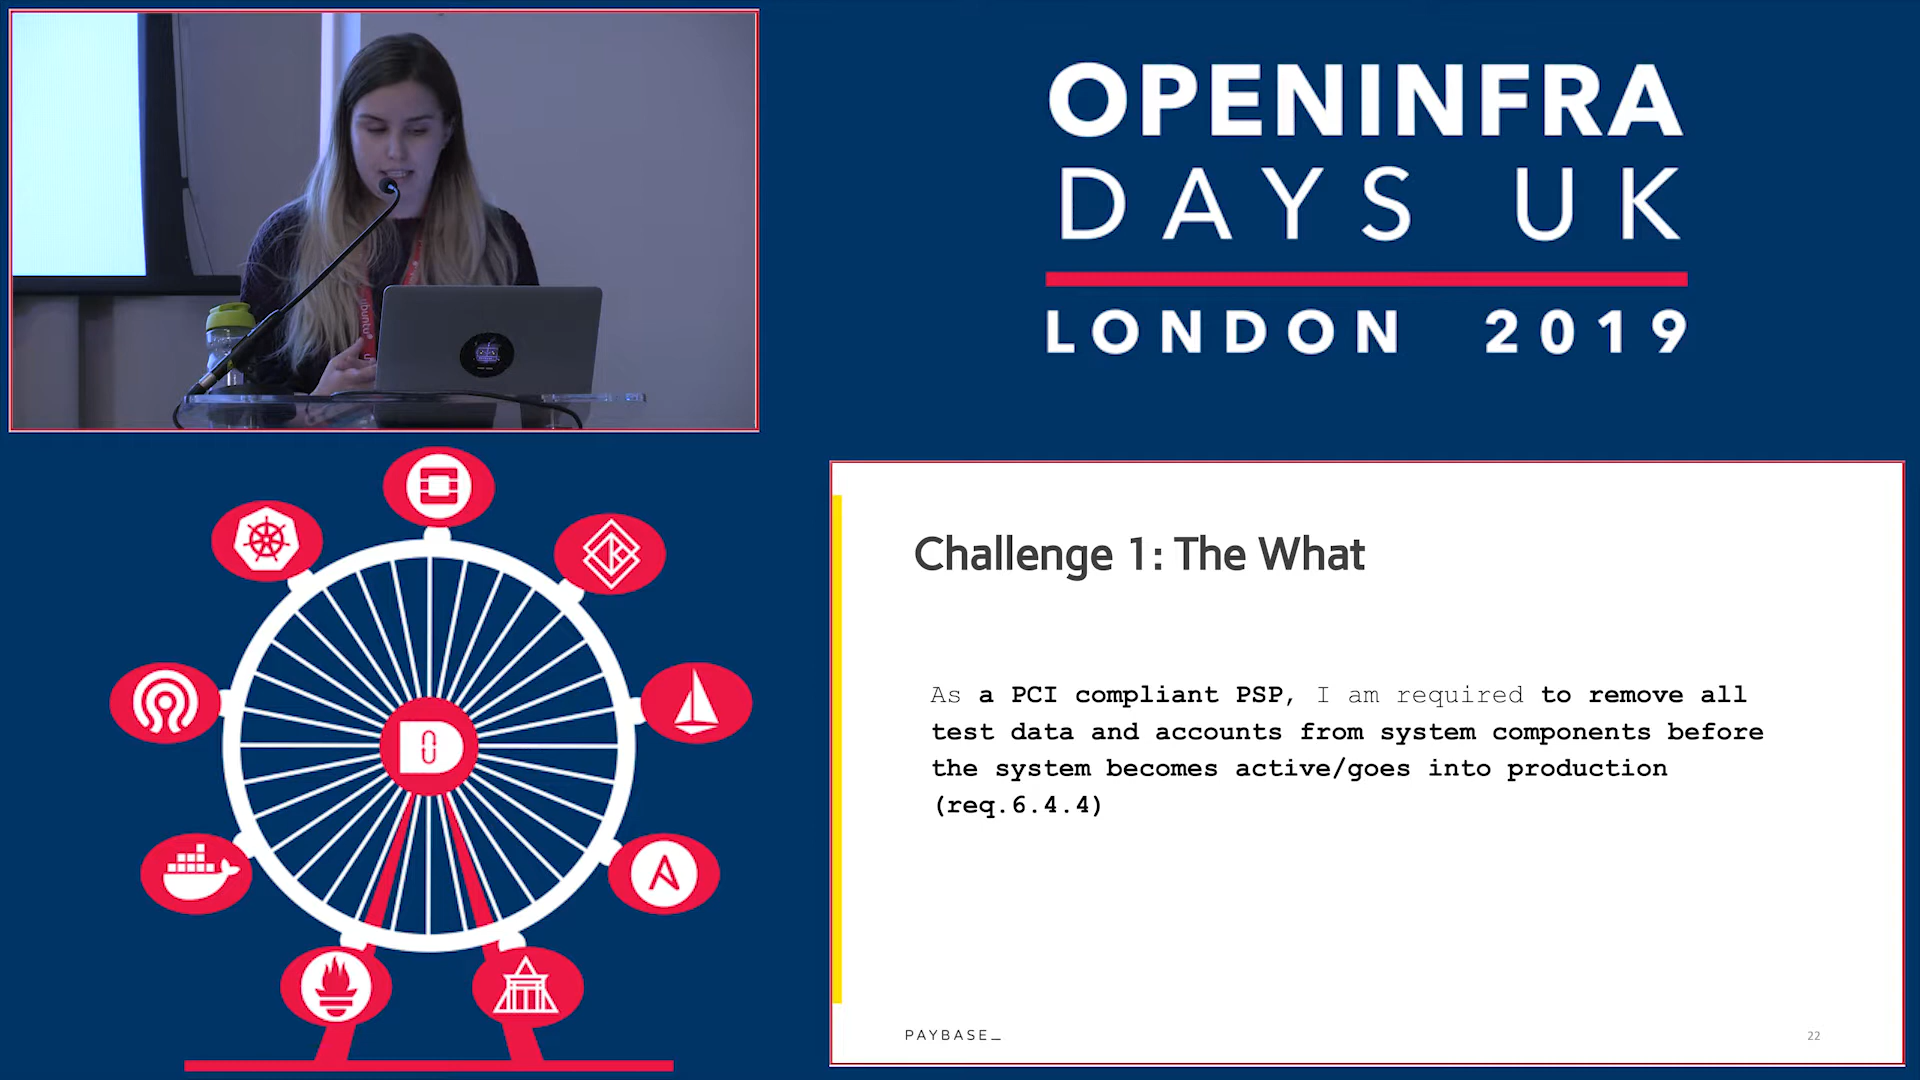 OPENINFRA
DAYS UK
LONDON 2019
ubuntu
Challenge 1: The What
As a PCI compliant PSP, I am required to remove all
test data and accounts from system components before
the system becomes active/goes into production
(req.6.4.4)
PAYBASE_
22